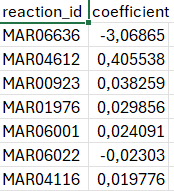 reaction_id coefficient
MAR06636 -3,06865
MAR04612 0,405538
MAR00923 0,038259
MAR01976 0,029856
MAR06001 0,024091
MAR06022 -0,02303
MAR04116 0,019776